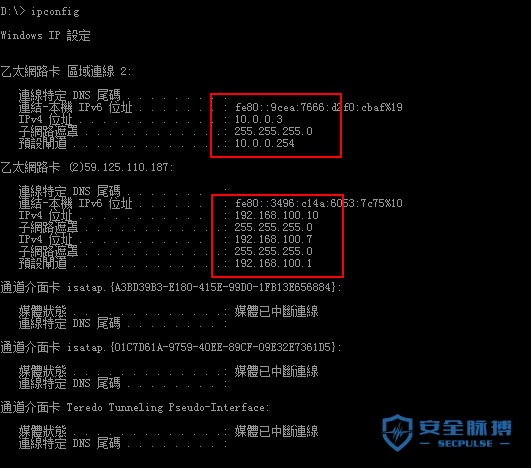 D:\> ipconfig
Windows IP 設定
乙太網路卡 區域連線 2:
連線特定 DNS 尾碼 . . . . . . . . :
連結-本機 IPv6 位址 . . . . . . . : fe80::9cea:7666:d2f0:cbaf%19
IPv4 位址 . . . . . . . . . . . . : 10.0.0.3
子網路遮罩 . . . . . . . . . . . .: 255.255.255.0
預設閘道 . . . . . . . . . . . . .: 10.0.0.254
乙太網路卡 (2)59.125.110.187:
連線特定 DNS 尾碼 . . . . . . . . :
連結-本機 IPv6 位址 . . . . . . . : fe80::3496:c14a:6053:7c75%10
IPv4 位址 . . . . . . . . . . . . : 192.168.100.10
子網路遮罩 . . . . . . . . . . . .: 255.255.255.0
IPv4 位址 . . . . . . . . . . . . : 192.168.100.7
子網路遮罩 . . . . . . . . . . . .: 255.255.255.0
預設閘道 . . . . . . . . . . . . .: 192.168.100.1
通道介面卡 isatap.{A3BD39B3-E180-415E-99D0-1FB13E656884}:
媒體狀態 . . . . . . . . . . . . .: 媒體已中斷連線
連線特定 DNS 尾碼 . . . . . . . . :
通道介面卡 isatap.{01C7D61A-9759-40EE-89CF-09E32E7361D5}:
媒體狀態 . . . . . . . . . . . . .: 媒體已中斷連線
連線特定 DNS 尾碼 . . . . . . . . :
通道介面卡 Teredo Tunneling Pseudo-Interface:
媒體狀態 . . . . . . . . . . . . .: 媒體已中斷連線
連線特定 DNS 尾碼 . . . . . . . . :
安全脉搏
SECPULSE